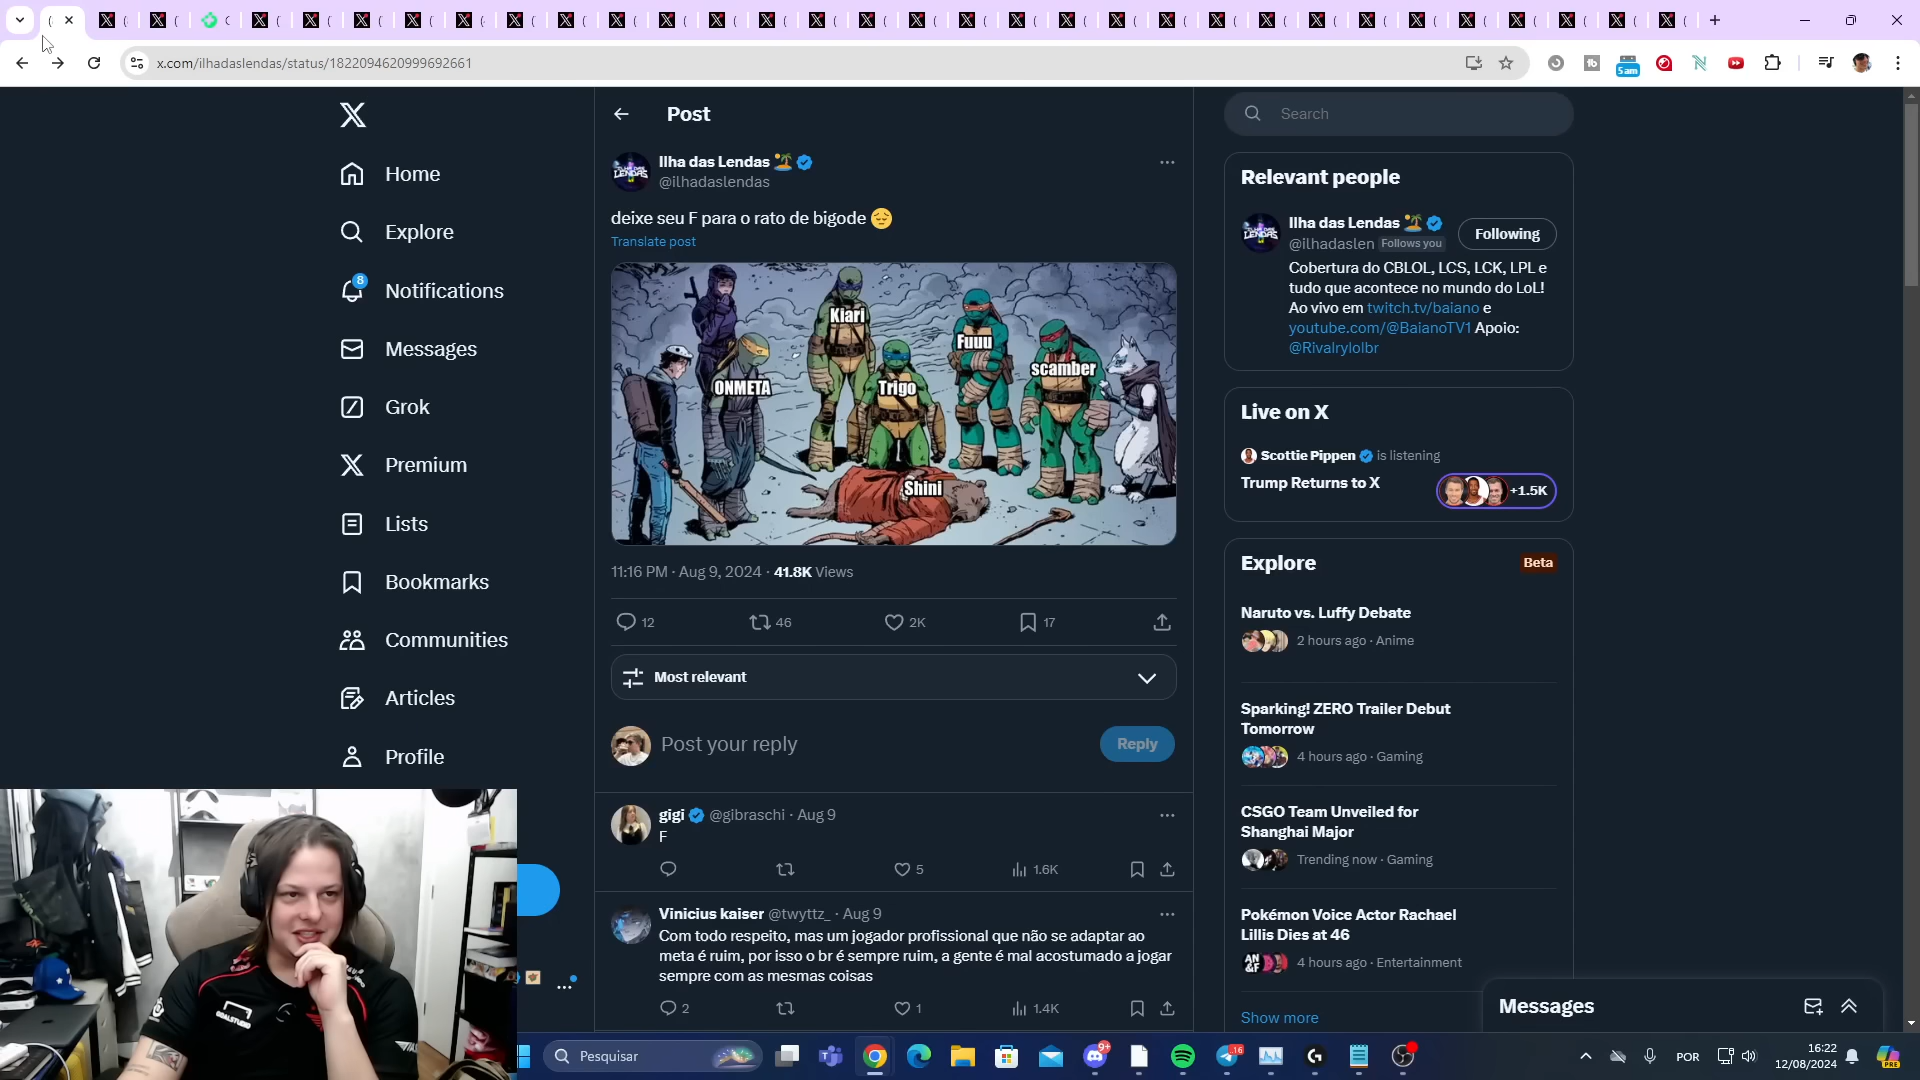 x.com/ilhadaslendas/status/1822094620999692661
5am
Home
Explore
8
Notifications
Messages
Grok
Premium
Lists
Bookmarks
Communities
Articles
Profile
Post
Ilha das Lendas
@ilhadaslendas
deixe seu F para o rato de bigode
Translate post
Kiari
Fuuu
scamber
ONMETA
Trigo
Shini
11:16 PM · Aug 9, 2024 · 41.8K Views
12
46
2K
17
Most relevant
Post your reply
Reply
gigi @gibraschi · Aug 9
F
5
1.6K
Vinicius kaiser @twyttz_ · Aug 9
Com todo respeito, mas um jogador profissional que não se adaptar ao
meta é ruim, por isso o br é sempre ruim, a gente é mal acostumado a jogar
sempre com as mesmas coisas
2
1
1.4K
Search
Relevant people
Ilha das Lendas
@ilhadaslen Follows you
Following
Cobertura do CBLOL, LCS, LCK, LPL e
tudo que acontece no mundo do LoL!
Ao vivo em twitch.tv/baiano e
youtube.com/@BaianoTV1 Apoio:
@Rivalrylolbr
Live on X
Scottie Pippen is listening
Trump Returns to X
+1.5K
Explore
Beta
Naruto vs. Luffy Debate
2 hours ago · Anime
Sparking! ZERO Trailer Debut
Tomorrow
4 hours ago · Gaming
CSGO Team Unveiled for
Shanghai Major
Trending now · Gaming
Pokémon Voice Actor Rachael
Lillis Dies at 46
4 hours ago · Entertainment
Show more
Messages
Pesquisar
9+
16
POR
16:22
12/08/2024
PRE